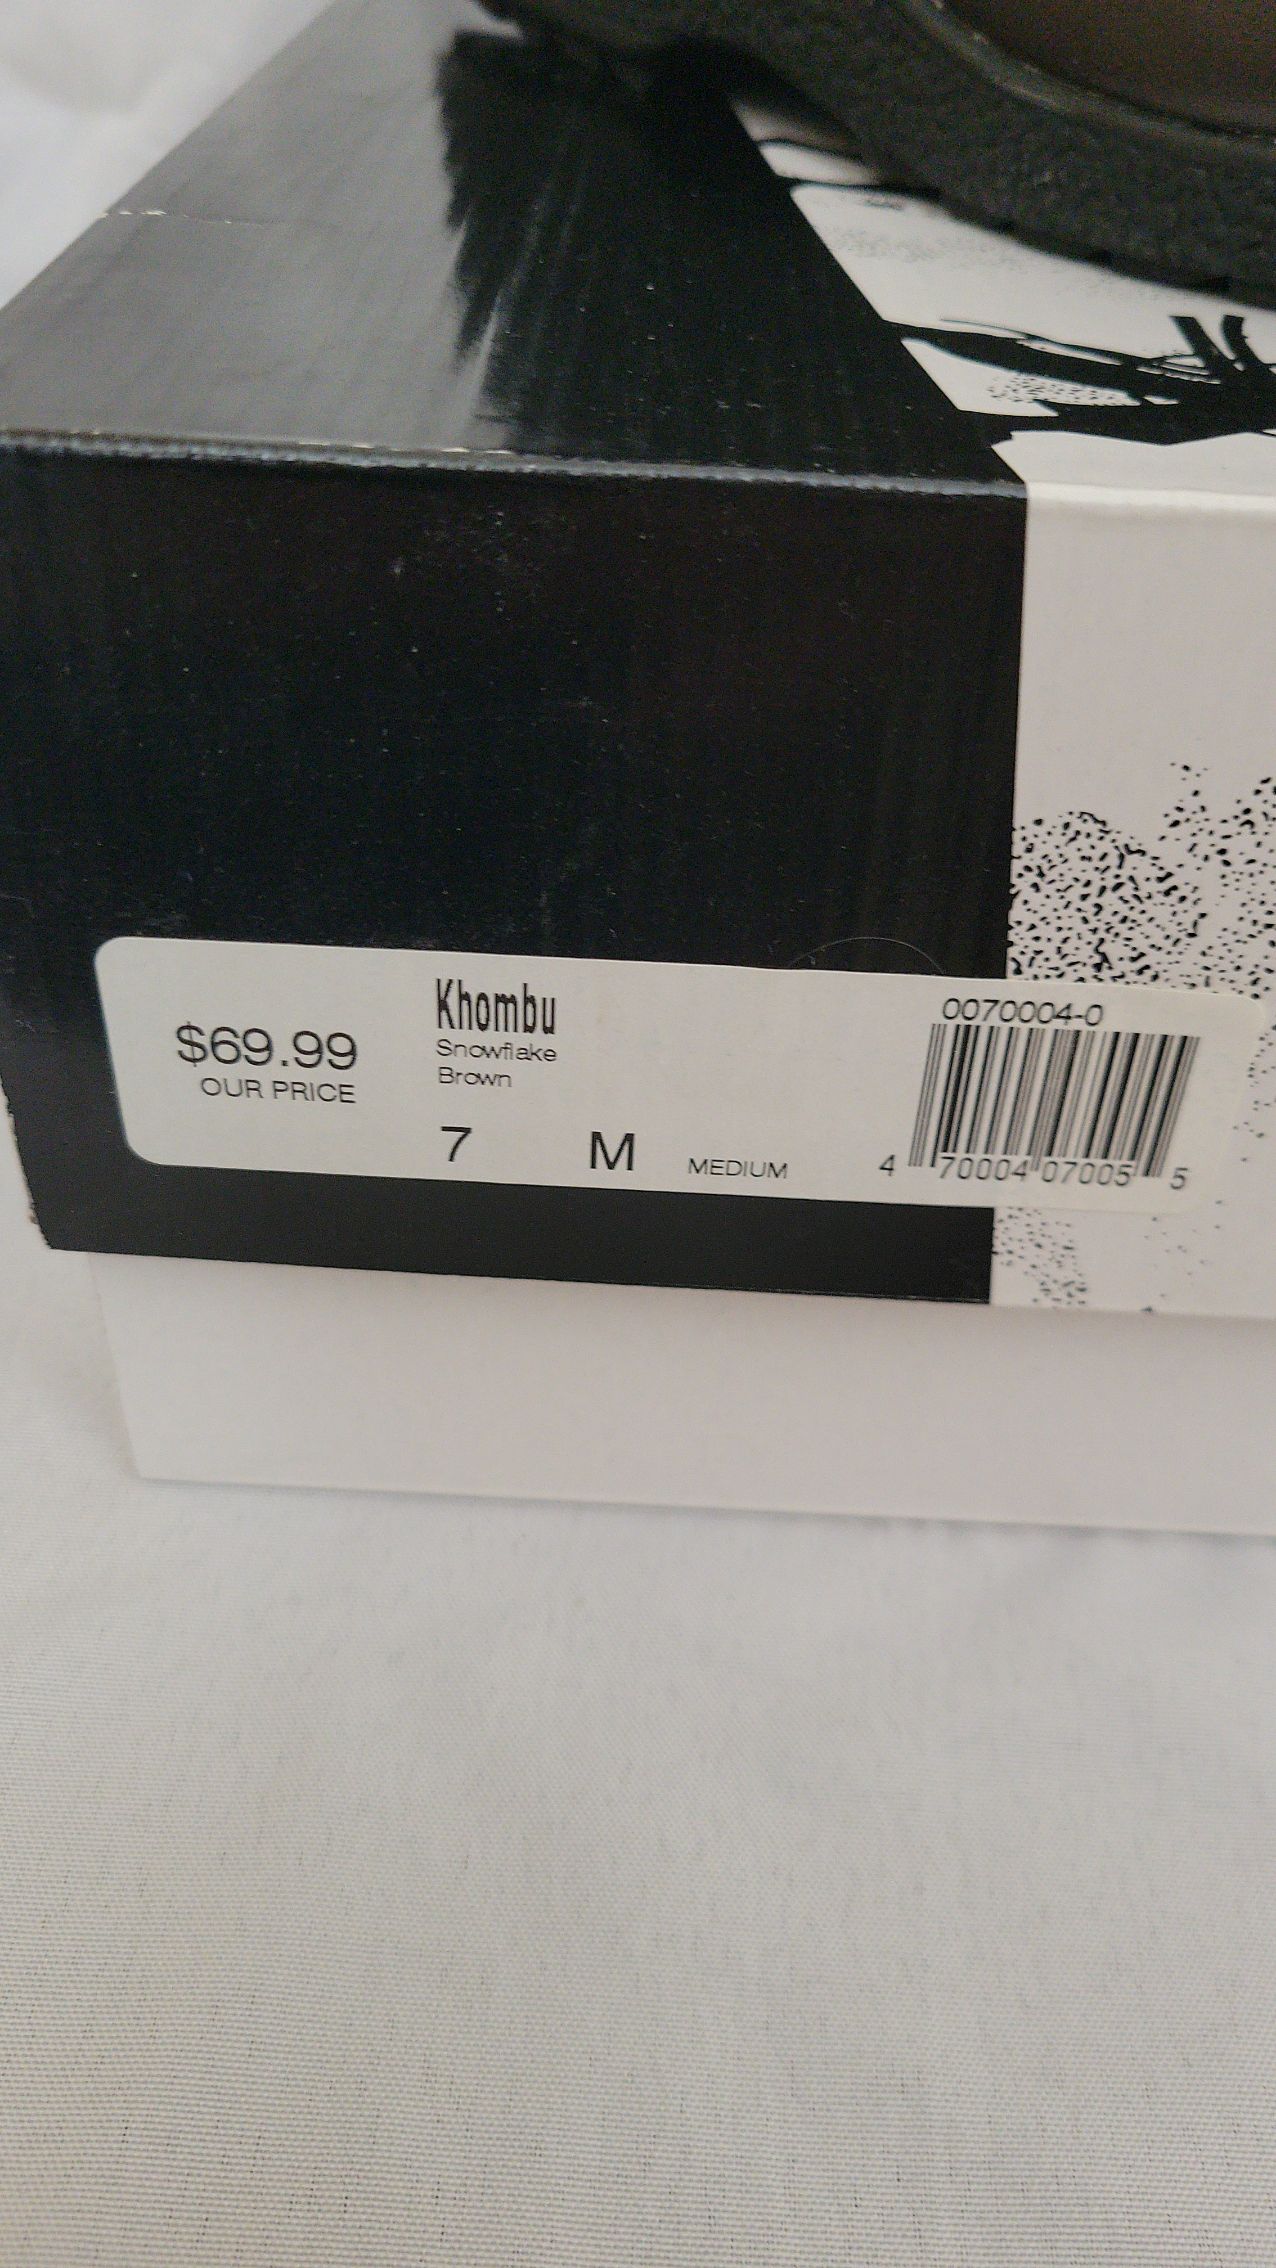 $69.99
OUR PRICE
Khombu
Snowflake
Brown
7 M MEDIUM
0070004-0
4 70004 07005 5